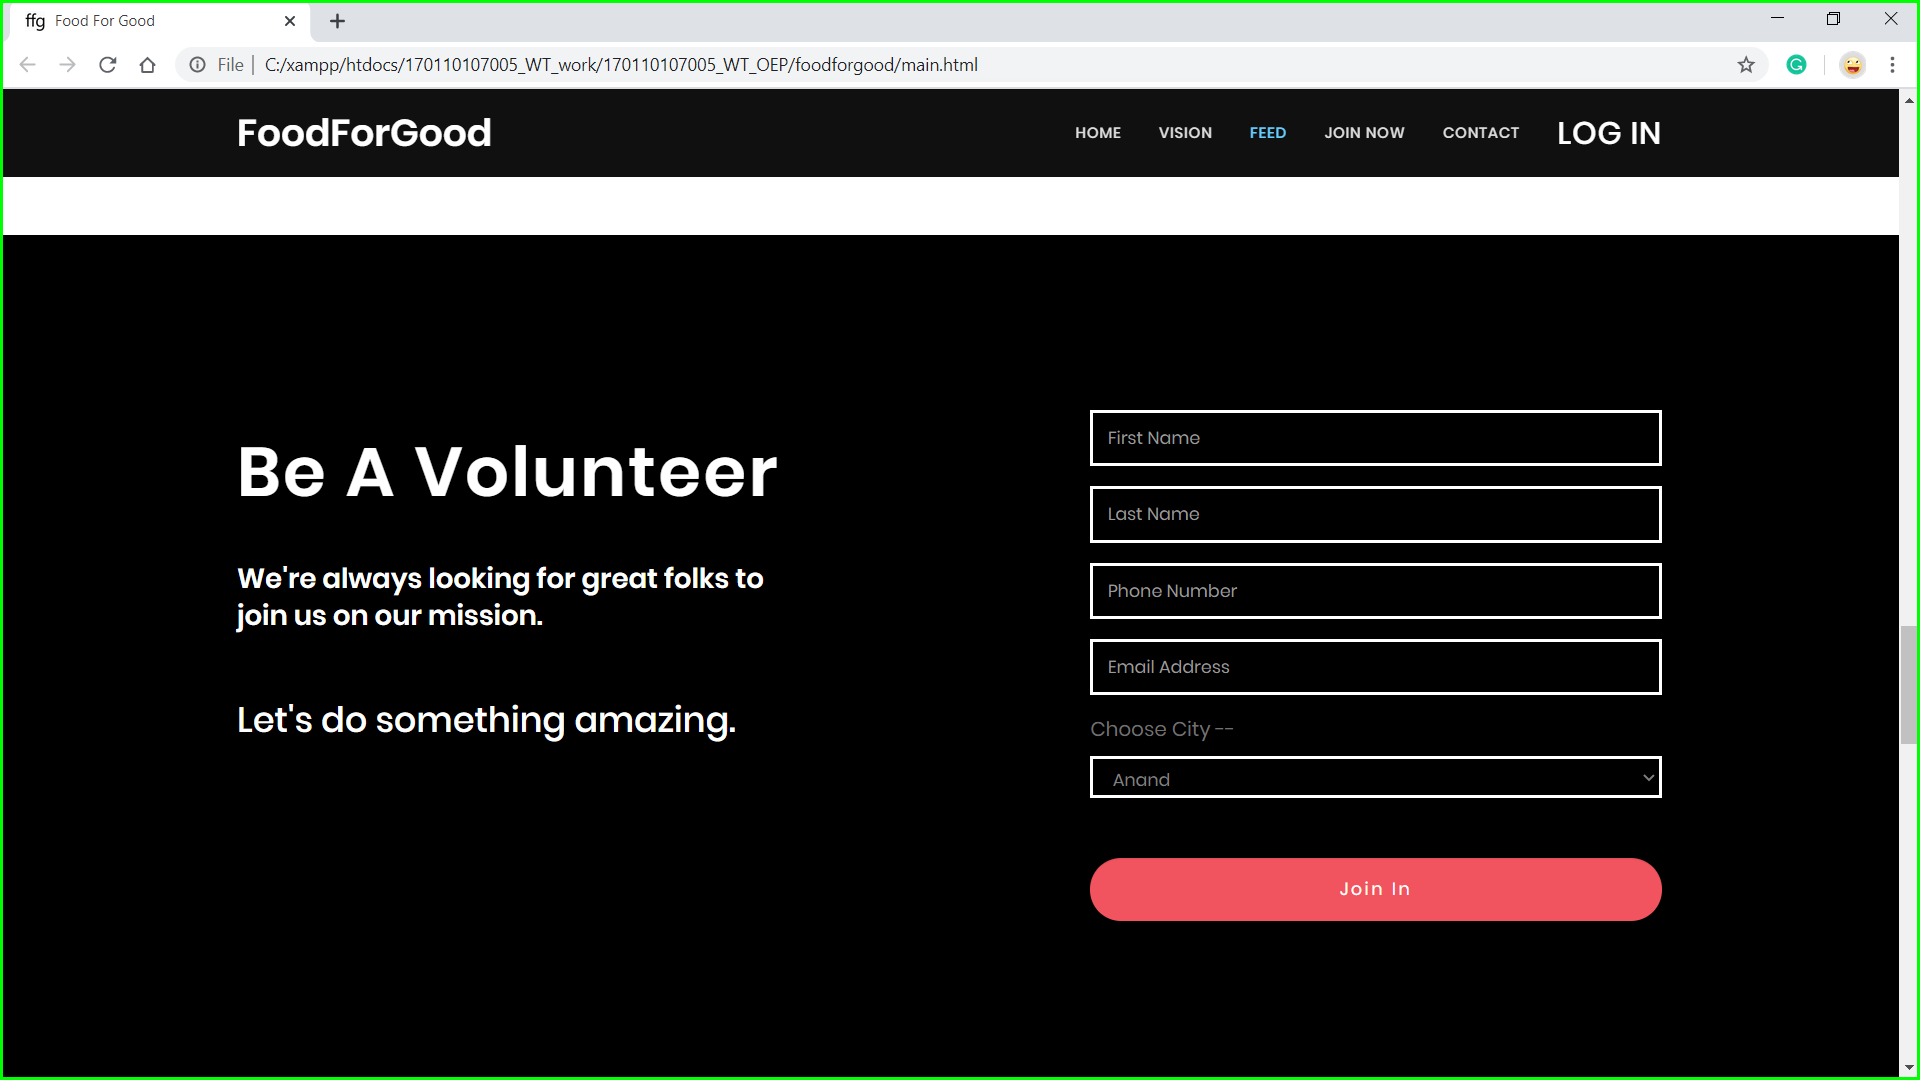 ffg Food For Good
File | C:/xampp/htdocs/170110107005_WT_work/170110107005_WT_OEP/foodforgood/main.html
FoodForGood HOME VISION FEED JOIN NOW CONTACT LOG IN
Be A Volunteer
We're always looking for great folks to
join us on our mission.
Let's do something amazing.
First Name
Last Name
Phone Number
Email Address
Choose City --
Anand
Join In